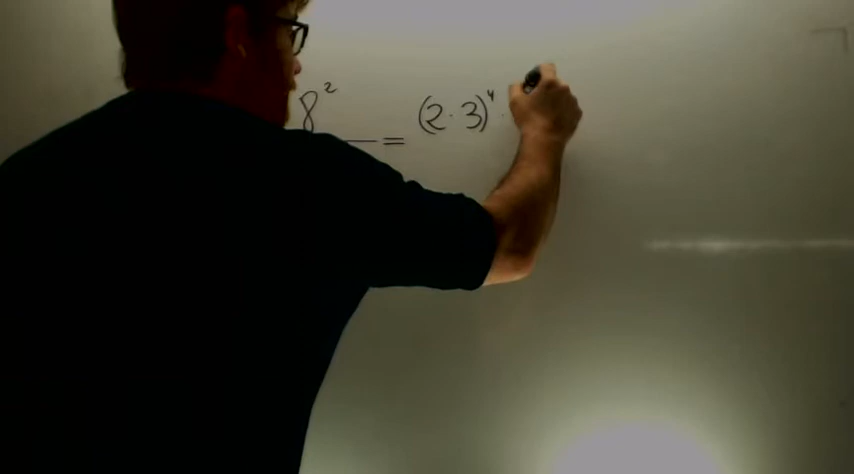 8² = (2·3)⁴ ·